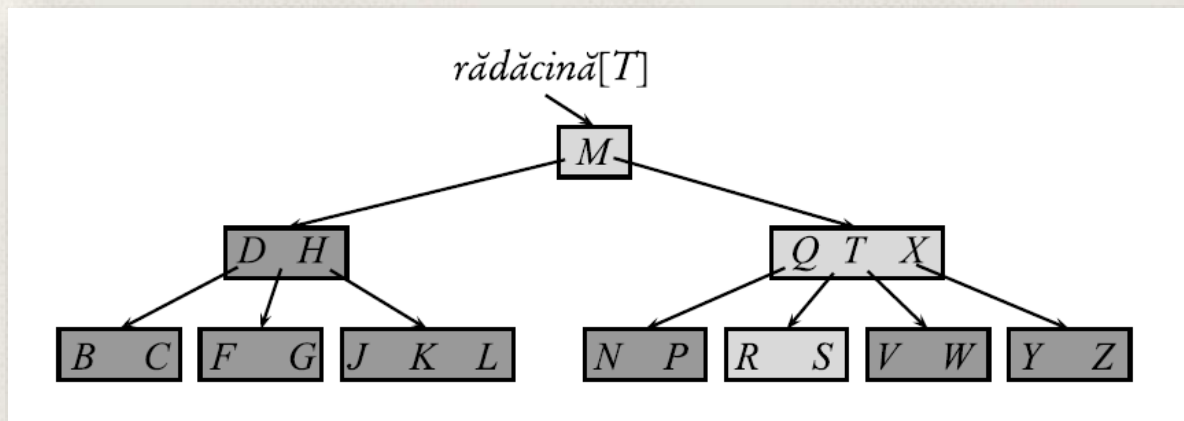 rădăcină[T]
M
D H
Q T X
B C
F G
J K L
N P
R S
V W
Y Z